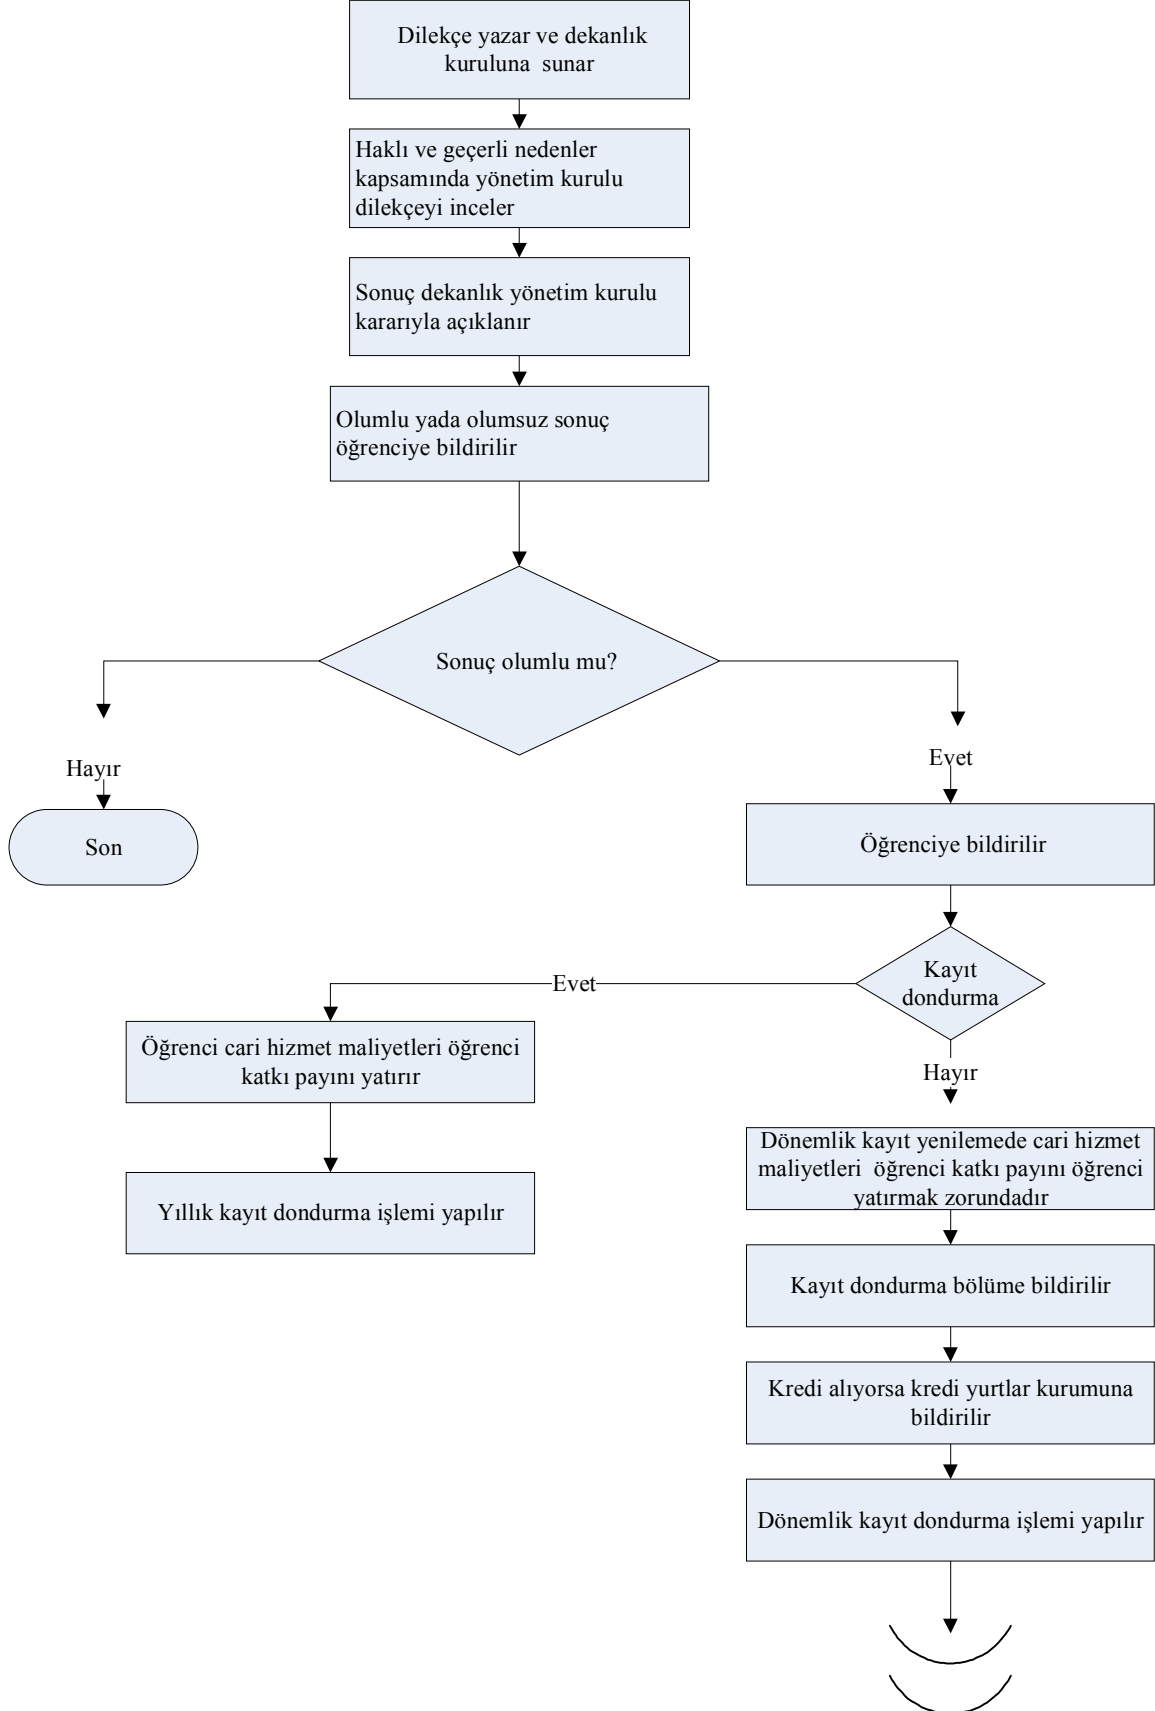 Dilekçe yazar ve dekanlık
kuruluna  sunar
Haklı ve geçerli nedenler
kapsamında yönetim kurulu
dilekçeyi inceler
Sonuç dekanlık yönetim kurulu
kararıyla açıklanır
Olumlu yada olumsuz sonuç
öğrenciye bildirilir
Sonuç olumlu mu?
Hayır
Evet
Son
Öğrenciye bildirilir
Kayıt
dondurma
Evet
Öğrenci cari hizmet maliyetleri öğrenci
katkı payını yatırır
Hayır
Dönemlik kayıt yenilemede cari hizmet
maliyetleri  öğrenci katkı payını öğrenci
yatırmak zorundadır
Yıllık kayıt dondurma işlemi yapılır
Kayıt dondurma bölüme bildirilir
Kredi alıyorsa kredi yurtlar kurumuna
bildirilir
Dönemlik kayıt dondurma işlemi yapılır